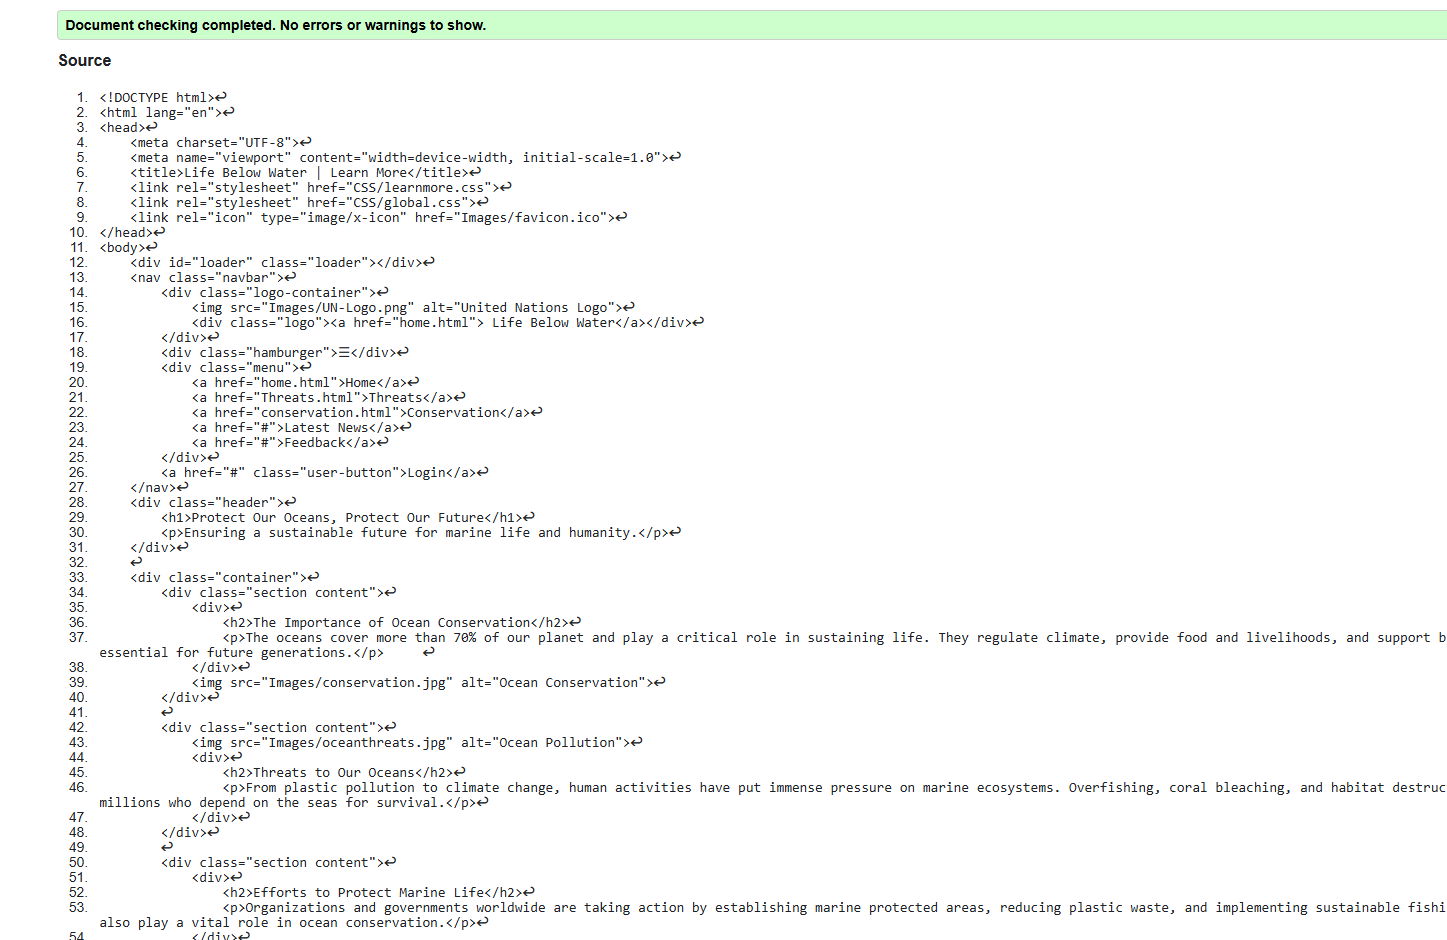 Document checking completed. No errors or warnings to show.
Source
1. <!DOCTYPE html>↩
2. <html lang="en">↩
3. <head>↩
4.     <meta charset="UTF-8">↩
5.     <meta name="viewport" content="width=device-width, initial-scale=1.0">↩
6.     <title>Life Below Water | Learn More</title>↩
7.     <link rel="stylesheet" href="CSS/learnmore.css">↩
8.     <link rel="stylesheet" href="CSS/global.css">↩
9.     <link rel="icon" type="image/x-icon" href="Images/favicon.ico">↩
10. </head>↩
11. <body>↩
12.     <div id="loader" class="loader"></div>↩
13.     <nav class="navbar">↩
14.         <div class="logo-container">↩
15.             <img src="Images/UN-Logo.png" alt="United Nations Logo">↩
16.             <div class="logo"><a href="home.html"> Life Below Water</a></div>↩
17.         </div>↩
18.         <div class="hamburger">☰</div>↩
19.         <div class="menu">↩
20.             <a href="home.html">Home</a>↩
21.             <a href="Threats.html">Threats</a>↩
22.             <a href="conservation.html">Conservation</a>↩
23.             <a href="#">Latest News</a>↩
24.             <a href="#">Feedback</a>↩
25.         </div>↩
26.         <a href="#" class="user-button">Login</a>↩
27.     </nav>↩
28.     <div class="header">↩
29.         <h1>Protect Our Oceans, Protect Our Future</h1>↩
30.         <p>Ensuring a sustainable future for marine life and humanity.</p>↩
31.     </div>↩
32.     ↩
33.     <div class="container">↩
34.         <div class="section content">↩
35.             <div>↩
36.                 <h2>The Importance of Ocean Conservation</h2>↩
37.                 <p>The oceans cover more than 70% of our planet and play a critical role in sustaining life. They regulate climate, provide food and livelihoods, and support b
essential for future generations.</p>     ↩
38.             </div>↩
39.             <img src="Images/conservation.jpg" alt="Ocean Conservation">↩
40.         </div>↩
41.         ↩
42.         <div class="section content">↩
43.             <img src="Images/oceanthreats.jpg" alt="Ocean Pollution">↩
44.             <div>↩
45.                 <h2>Threats to Our Oceans</h2>↩
46.                 <p>From plastic pollution to climate change, human activities have put immense pressure on marine ecosystems. Overfishing, coral bleaching, and habitat destruc
millions who depend on the seas for survival.</p>↩
47.             </div>↩
48.         </div>↩
49.         ↩
50.         <div class="section content">↩
51.             <div>↩
52.                 <h2>Efforts to Protect Marine Life</h2>↩
53.                 <p>Organizations and governments worldwide are taking action by establishing marine protected areas, reducing plastic waste, and implementing sustainable fishi
also play a vital role in ocean conservation.</p>↩
54.             </div>↩